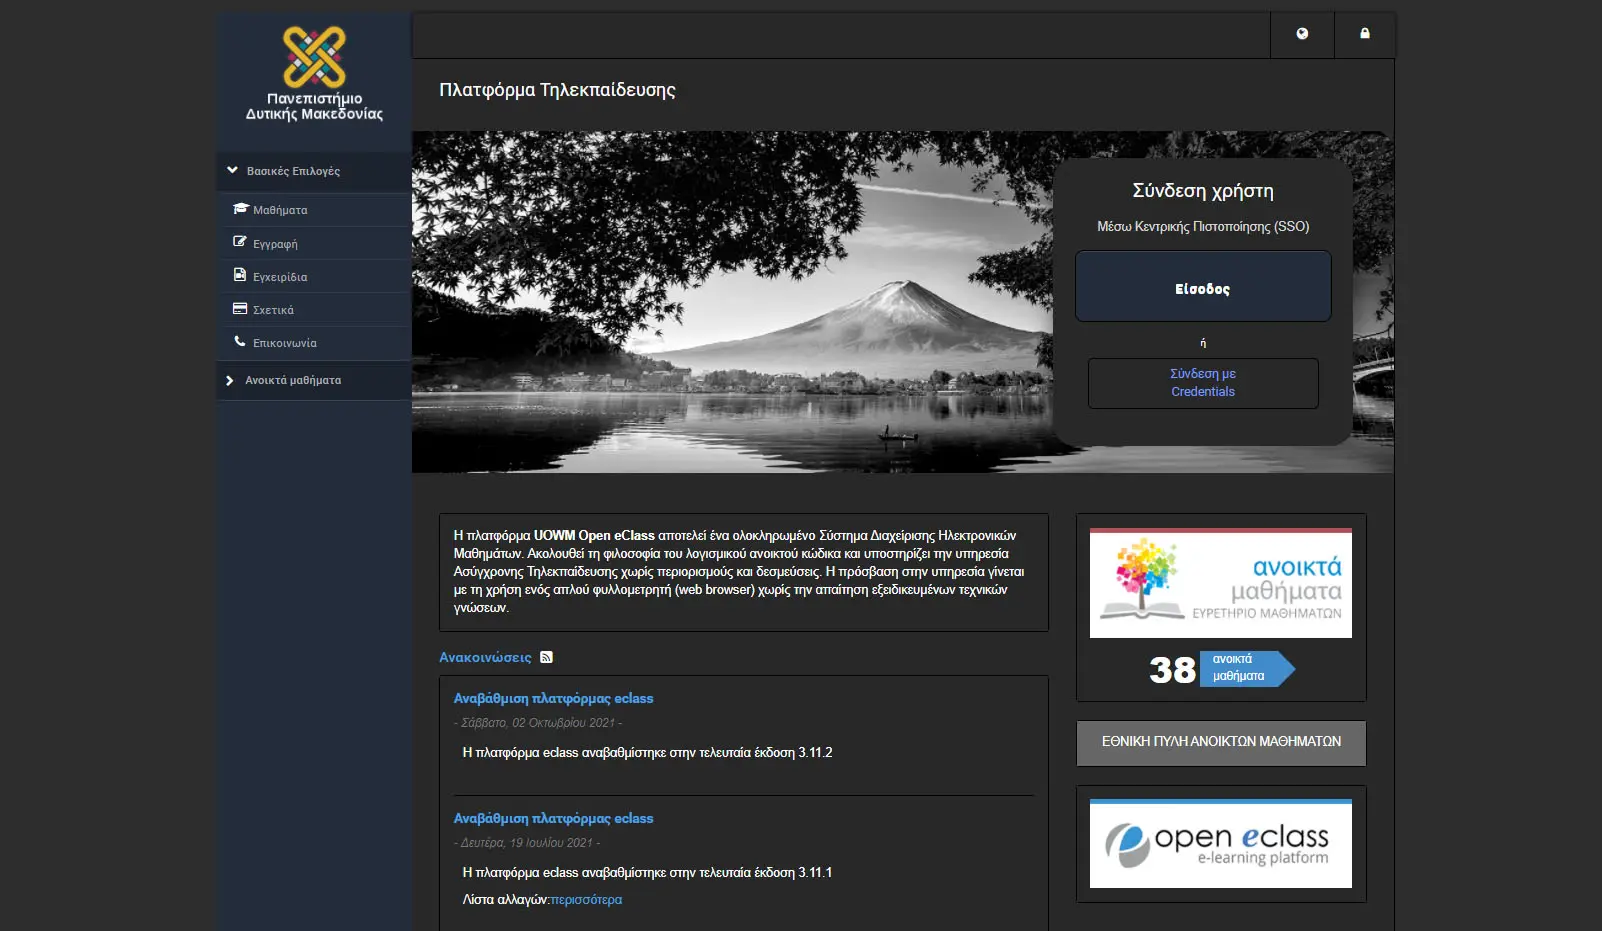 Πανεπιστήμιο
Δυτικής Μακεδονίας
Βασικές Επιλογές
Μαθήματα
Εγγραφή
Εγχειρίδια
Σχετικά
Επικοινωνία
Ανοικτά μαθήματα
Πλατφόρμα Τηλεκπαίδευσης
Σύνδεση χρήστη
Μέσω Κεντρικής Πιστοποίησης (SSO)
Είσοδος
ή
Σύνδεση με
Credentials
Η πλατφόρμα UOWM Open eClass αποτελεί ένα ολοκληρωμένο Σύστημα Διαχείρισης Ηλεκτρονικών
Μαθημάτων. Ακολουθεί τη φιλοσοφία του λογισμικού ανοικτού κώδικα και υποστηρίζει την υπηρεσία
Ασύγχρονης Τηλεκπαίδευσης χωρίς περιορισμούς και δεσμεύσεις. Η πρόσβαση στην υπηρεσία γίνεται
με τη χρήση ενός απλού φυλλομετρητή (web browser) χωρίς την απαίτηση εξειδικευμένων τεχνικών
γνώσεων.
Ανακοινώσεις
Αναβάθμιση πλατφόρμας eclass
- Σάββατο, 02 Οκτωβρίου 2021 -
Η πλατφόρμα eclass αναβαθμίστηκε στην τελευταία έκδοση 3.11.2
Αναβάθμιση πλατφόρμας eclass
- Δευτέρα, 19 Ιουλίου 2021 -
Η πλατφόρμα eclass αναβαθμίστηκε στην τελευταία έκδοση 3.11.1
Λίστα αλλαγών:περισσότερα
ανοικτά
μαθήματα
ΕΥΡΕΤΗΡΙΟ ΜΑΘΗΜΑΤΩΝ
38 ανοικτά
μαθήματα
ΕΘΝΙΚΗ ΠΥΛΗ ΑΝΟΙΚΤΩΝ ΜΑΘΗΜΑΤΩΝ
open eclass
e-learning platform